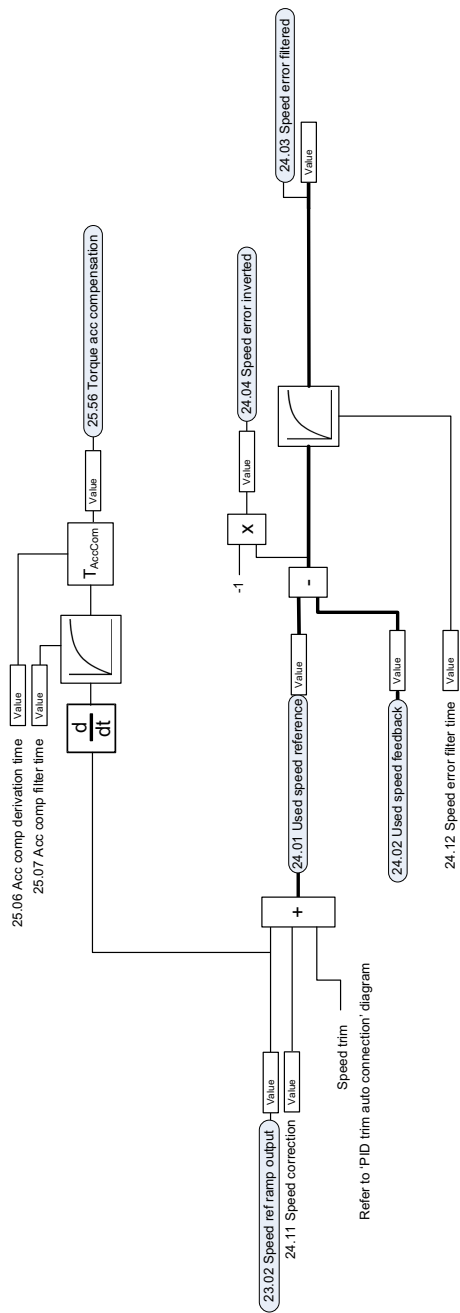 25.06 Acc comp derivation time
Value
25.07 Acc comp filter time
Value
d
dt
TAccCom
Value
25.56 Torque acc compensation
23.02 Speed ref ramp output
Value
24.11 Speed correction
Value
Speed trim
Refer to 'PID trim auto connection' diagram
+
24.01 Used speed reference
Value
24.02 Used speed feedback
Value
-
-1
X
Value
24.04 Speed error inverted
24.12 Speed error filter time
Value
Value
24.03 Speed error filtered